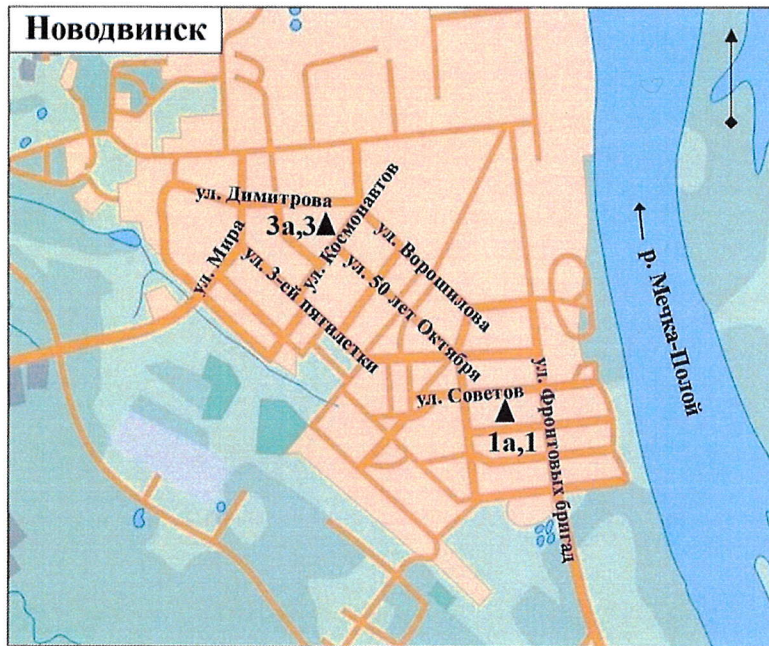 Новодвинск
ул. Димитрова
3а,3
ул. Космонавтов
ул. Мира
ул. Ворошилова
ул. 3-ей пятилетки
ул. 50 лет Октября
р. Мечка-Полой
ул. Советов
1а,1
ул. Фронтовых бригад